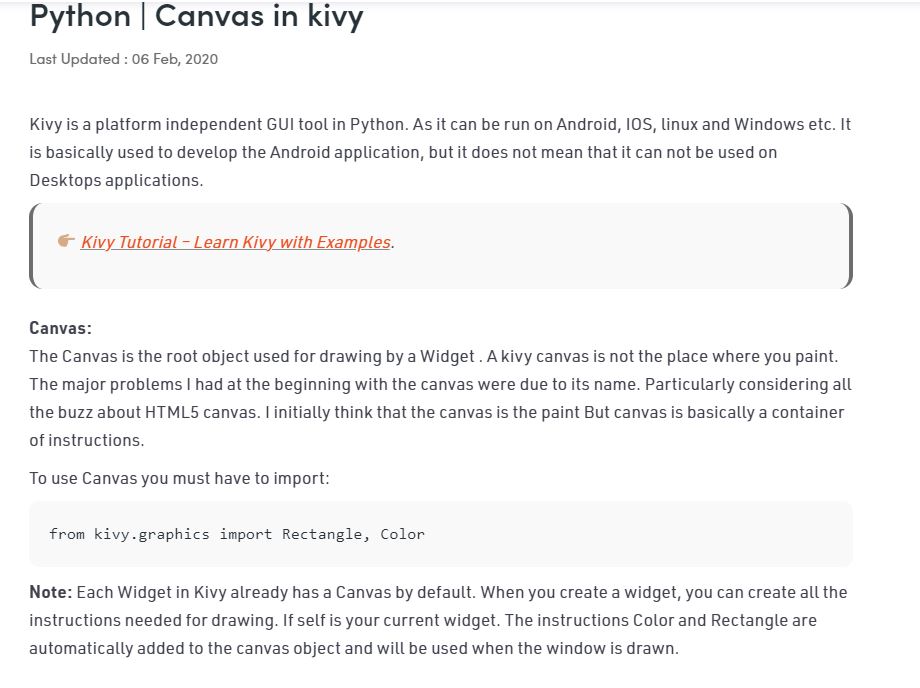 Python | Canvas in kivy
Last Updated : 06 Feb, 2020
Kivy is a platform independent GUI tool in Python. As it can be run on Android, IOS, linux and Windows etc. It
is basically used to develop the Android application, but it does not mean that it can not be used on
Desktops applications.
👉🏽 Kivy Tutorial – Learn Kivy with Examples.
Canvas:
The Canvas is the root object used for drawing by a Widget . A kivy canvas is not the place where you paint.
The major problems I had at the beginning with the canvas were due to its name. Particularly considering all
the buzz about HTML5 canvas. I initially think that the canvas is the paint But canvas is basically a container
of instructions.
To use Canvas you must have to import:
from kivy.graphics import Rectangle, Color
Note: Each Widget in Kivy already has a Canvas by default. When you create a widget, you can create all the
instructions needed for drawing. If self is your current widget. The instructions Color and Rectangle are
automatically added to the canvas object and will be used when the window is drawn.